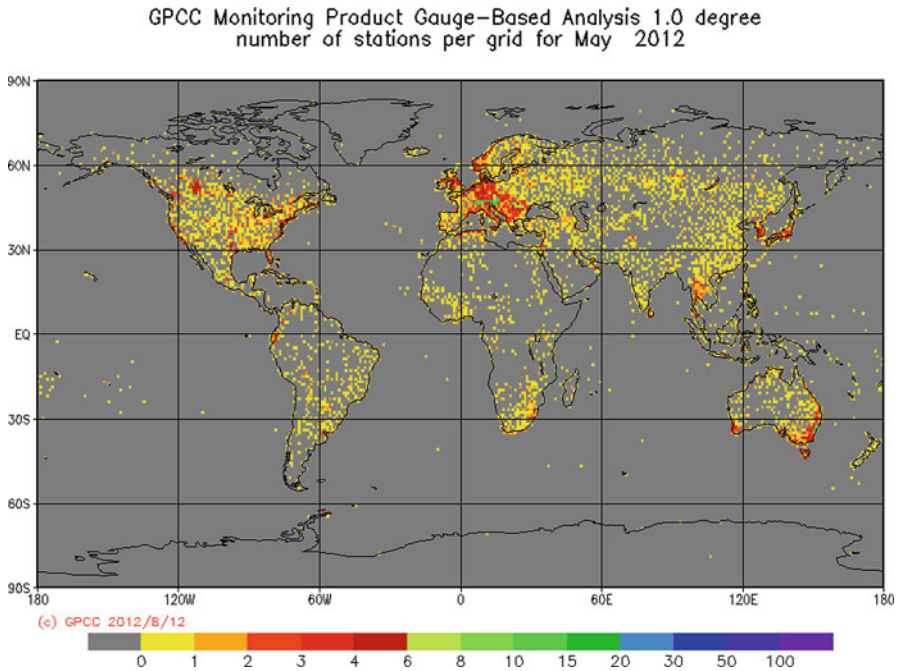 GPCC Monitoring Product Gauge-Based Analysis 1.0 degree
number of stations per grid for May 2012
90N
60N
30N
EQ
30S
60S
90S
180 120W 60W 0 60E 120E 180
(c) GPCC 2012/8/12
0 1 2 3 4 6 8 10 15 20 30 50 100